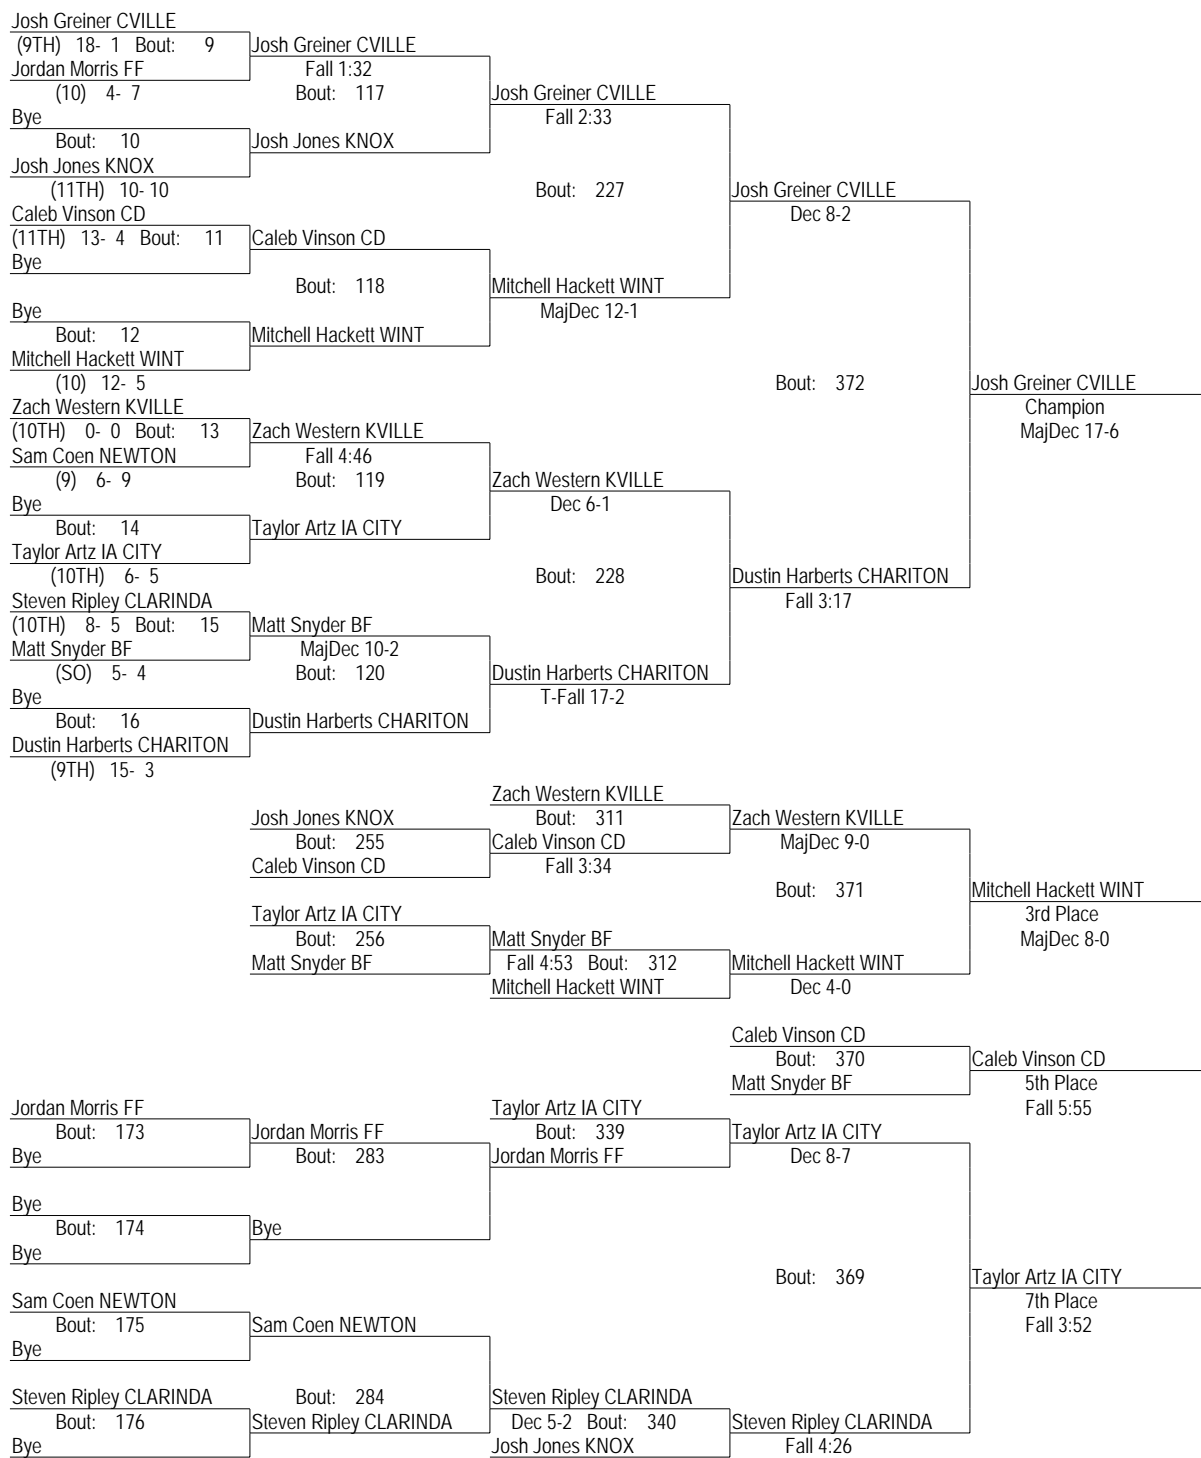 Josh Greiner CVILLE
(9TH) 18- 1 Bout: 9 Josh Greiner CVILLE
Jordan Morris FF Fall 1:32
(10) 4- 7 Bout: 117 Josh Greiner CVILLE
Bye Fall 2:33
Bout: 10 Josh Jones KNOX
Josh Jones KNOX
(11TH) 10- 10 Bout: 227 Josh Greiner CVILLE
Caleb Vinson CD Dec 8-2
(11TH) 13- 4 Bout: 11 Caleb Vinson CD
Bye
Bout: 118 Mitchell Hackett WINT
Bye MajDec 12-1
Bout: 12 Mitchell Hackett WINT
Mitchell Hackett WINT
(10) 12- 5 Bout: 372 Josh Greiner CVILLE
Zach Western KVILLE Champion
(10TH) 0- 0 Bout: 13 Zach Western KVILLE MajDec 17-6
Sam Coen NEWTON Fall 4:46
(9) 6- 9 Bout: 119 Zach Western KVILLE
Bye Dec 6-1
Bout: 14 Taylor Artz IA CITY
Taylor Artz IA CITY
(10TH) 6- 5 Bout: 228 Dustin Harberts CHARITON
Steven Ripley CLARINDA Fall 3:17
(10TH) 8- 5 Bout: 15 Matt Snyder BF
Matt Snyder BF MajDec 10-2
(SO) 5- 4 Bout: 120 Dustin Harberts CHARITON
Bye T-Fall 17-2
Bout: 16 Dustin Harberts CHARITON
Dustin Harberts CHARITON
(9TH) 15- 3
Zach Western KVILLE
Josh Jones KNOX Bout: 311 Zach Western KVILLE
Bout: 255 Caleb Vinson CD MajDec 9-0
Caleb Vinson CD Fall 3:34
Bout: 371 Mitchell Hackett WINT
Taylor Artz IA CITY 3rd Place
Bout: 256 Matt Snyder BF MajDec 8-0
Matt Snyder BF Fall 4:53 Bout: 312 Mitchell Hackett WINT
Mitchell Hackett WINT Dec 4-0
Caleb Vinson CD
Bout: 370 Caleb Vinson CD
Matt Snyder BF 5th Place
Jordan Morris FF Taylor Artz IA CITY Fall 5:55
Bout: 173 Jordan Morris FF Bout: 339 Taylor Artz IA CITY
Bye Bout: 283 Jordan Morris FF Dec 8-7
Bye
Bout: 174 Bye
Bye
Bout: 369 Taylor Artz IA CITY
Sam Coen NEWTON 7th Place
Bout: 175 Sam Coen NEWTON Fall 3:52
Bye
Steven Ripley CLARINDA Bout: 284 Steven Ripley CLARINDA
Bout: 176 Steven Ripley CLARINDA Dec 5-2 Bout: 340 Steven Ripley CLARINDA
Bye Josh Jones KNOX Fall 4:26